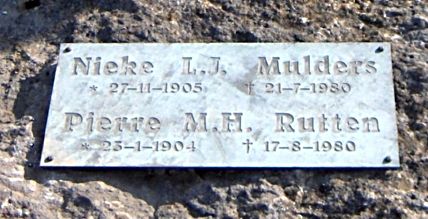 Nieke L.J. Mulders
* 27-11-1905 † 21-7-1980
Pierre M.H. Rutten
* 23-1-1904 † 17-8-1980